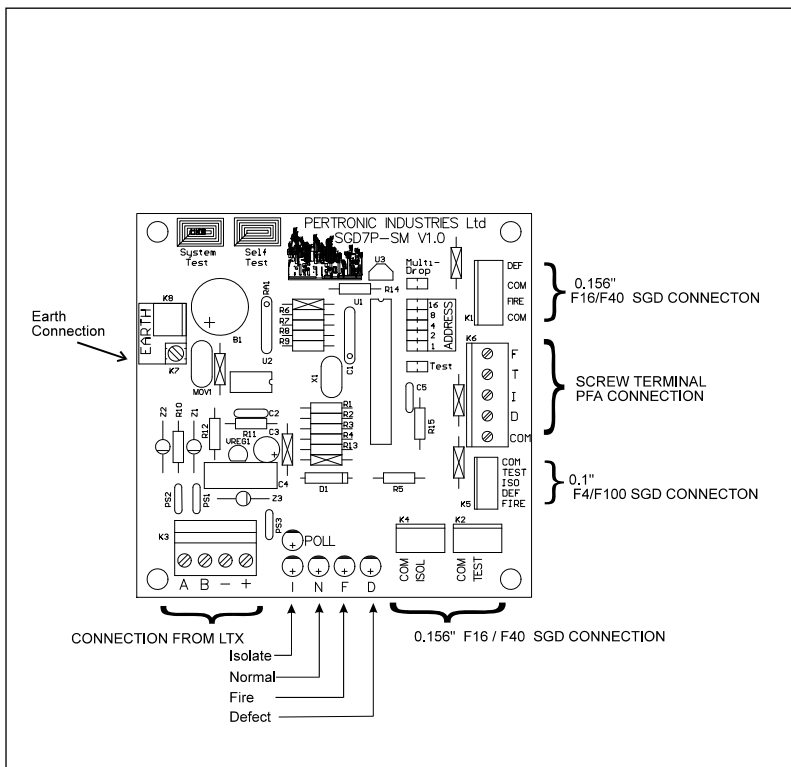 PERTRONIC INDUSTRIES Ltd
SGD7P-SM V1.0
System
Test
Self
Test
U3
Multi-
Drop
DEF
COM
FIRE
COM
K1
0.156"
F16/F40 SGD CONNECTON
R14
K8
RA1
U1
16
8
4
2
1
ADDRESS
R6
R7
R8
R9
Earth
Connection
EARTH
B1
C1
K6
K7
U2
MOV1
X1
Test
F
T
I
D
COM
SCREW TERMINAL
PFA CONNECTION
C5
Z2
R10
Z1
R12
C2
R11
C3
VREG1
R1
R2
R3
R4
R13
R15
C4
D1
R5
COM
TEST
ISO
DEF
FIRE
K5
0.1"
F4/F100 SGD CONNECTON
PS2
PS1
Z3
PS3
K3
POLL
K4
K2
COM
ISOL
COM
TEST
A B – +
I N F D
CONNECTION FROM LTX
0.156" F16 / F40 SGD CONNECTION
Isolate
Normal
Fire
Defect